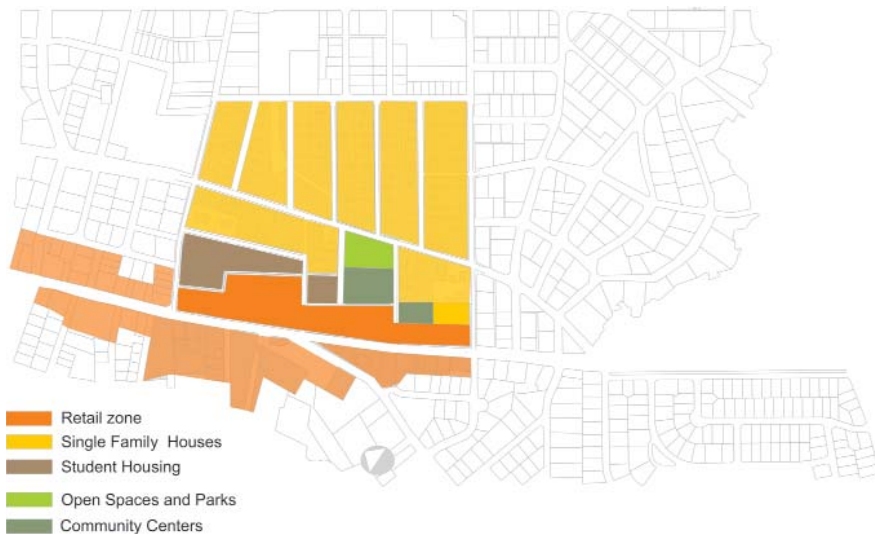 Retail zone
Single Family Houses
Student Housing
Open Spaces and Parks
Community Centers